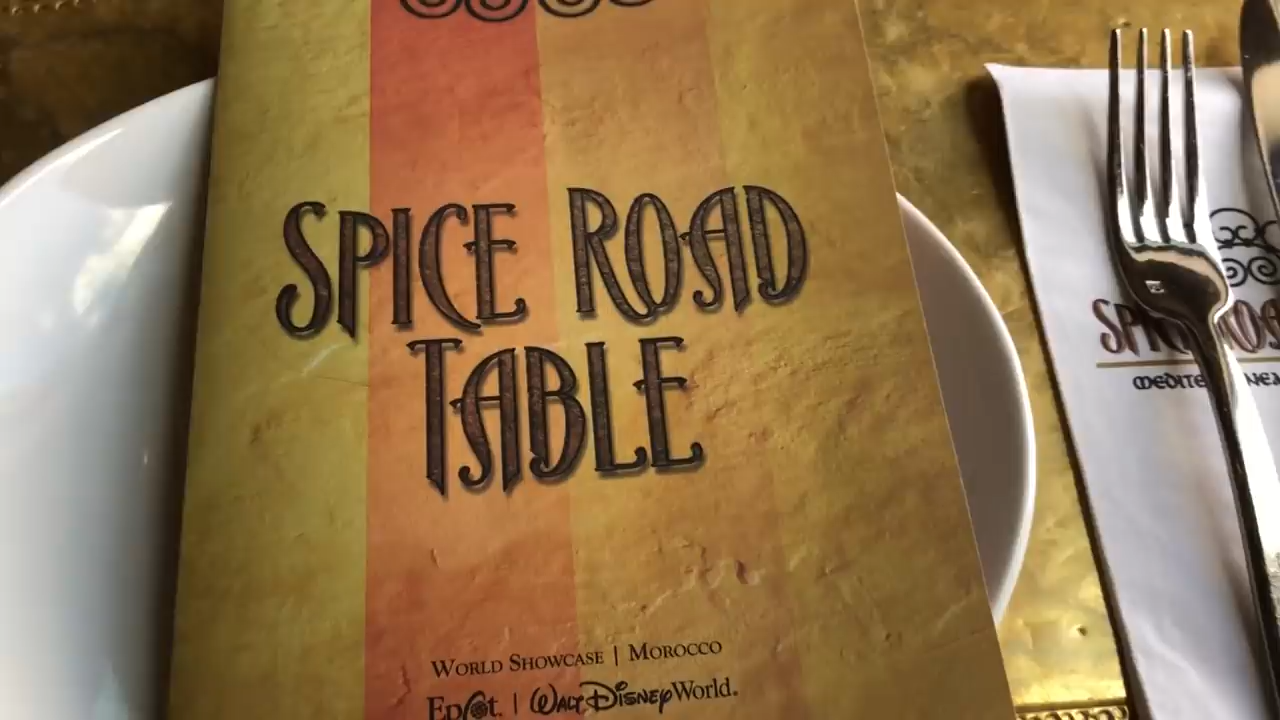 SPICE ROAD
TABLE
WORLD SHOWCASE | MOROCCO
Epcot. | WALT DISNEY World.